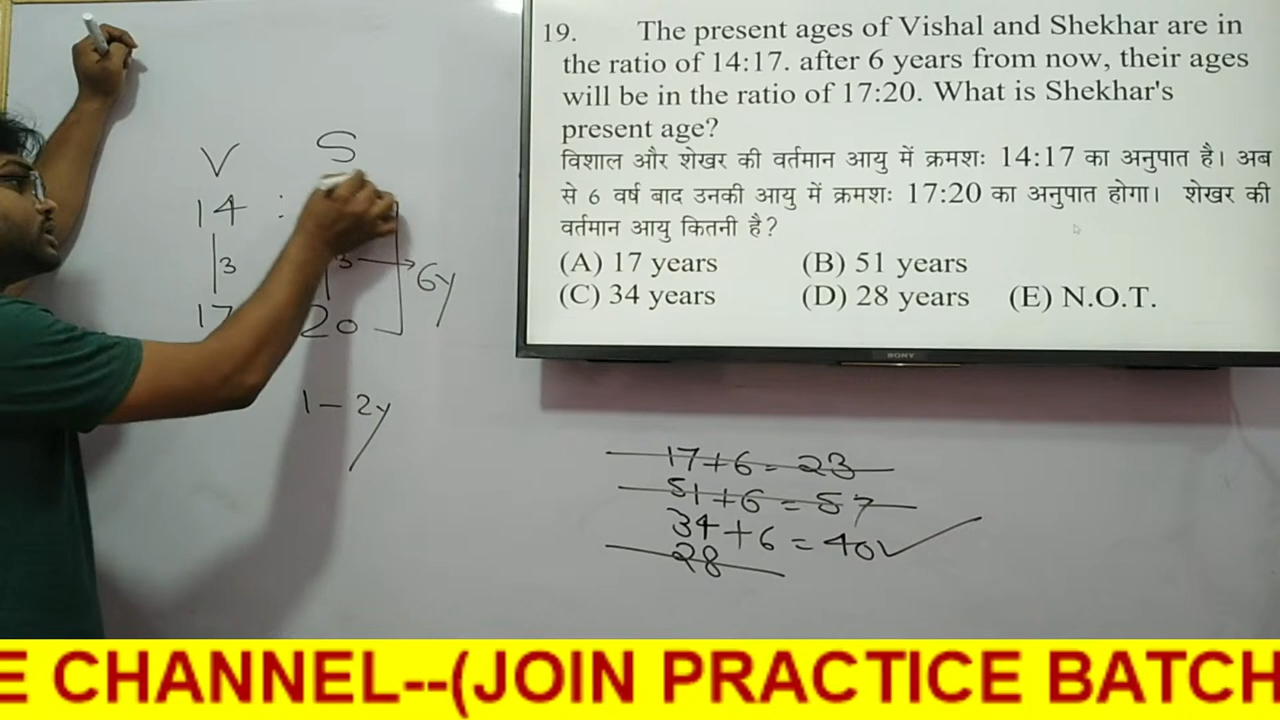 19. The present ages of Vishal and Shekhar are in
the ratio of 14:17. after 6 years from now, their ages
will be in the ratio of 17:20. What is Shekhar's
present age?
विशाल और शेखर की वर्तमान आयु में क्रमशः 14:17 का अनुपात है। अब
से 6 वर्ष बाद उनकी आयु में क्रमशः 17:20 का अनुपात होगा। शेखर की
वर्तमान आयु कितनी है?
(A) 17 years (B) 51 years
(C) 34 years (D) 28 years (E) N.O.T.
SONY
V S
14 :
3 3 → 6y
17 20
1 - 2y
17+6 = 23
51+6 = 57
34+6 = 40 ✓
28
E CHANNEL--(JOIN PRACTICE BATCH